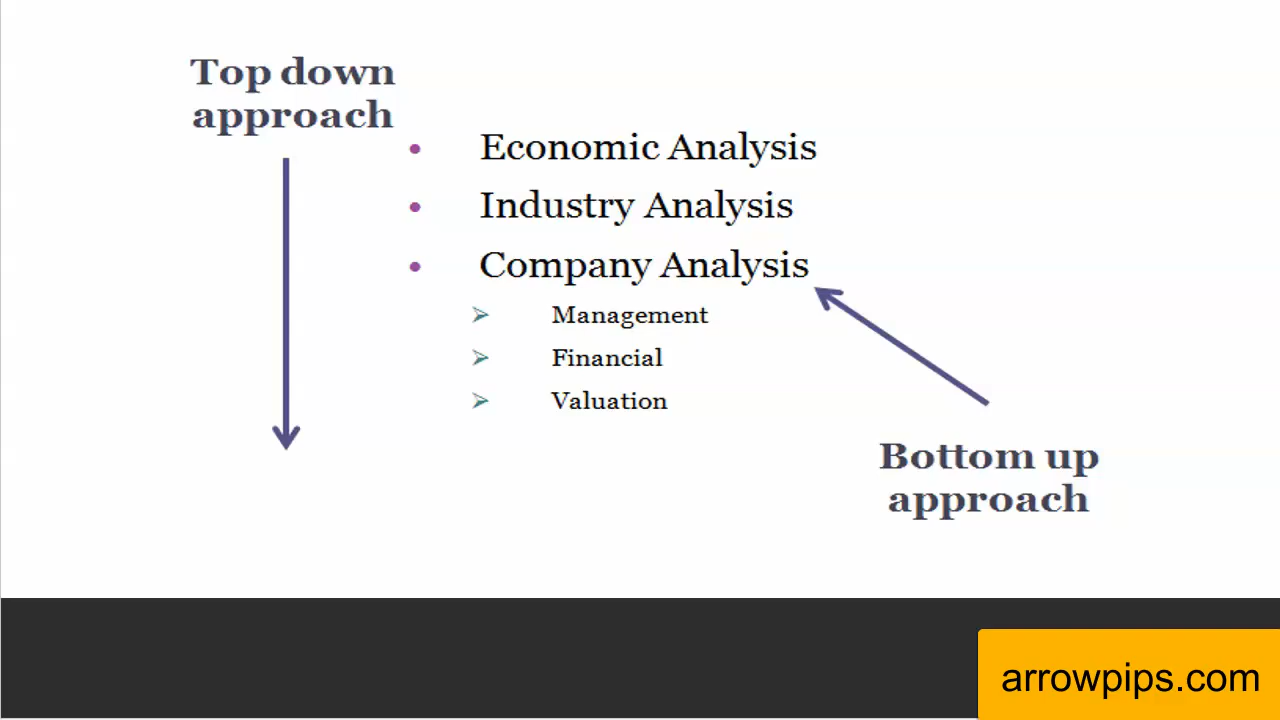 Top down
approach
• Economic Analysis
• Industry Analysis
• Company Analysis
➢ Management
➢ Financial
➢ Valuation
Bottom up
approach
arrowpips.com